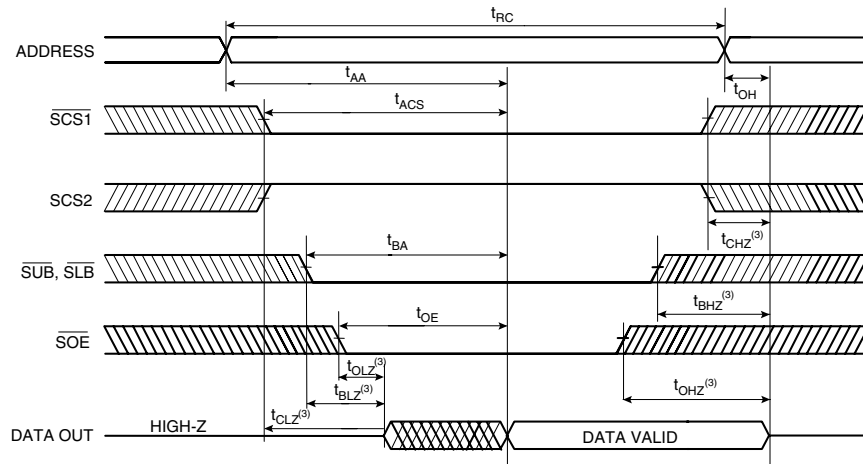 tRC
ADDRESS
tAA
tOH
tACS
SCS1
SCS2
tCHZ(3)
tBA
SUB, SLB
tBHZ(3)
tOE
SOE
tOLZ(3)
tOHZ(3)
tBLZ(3)
tCLZ(3)
HIGH-Z
DATA OUT
DATA VALID